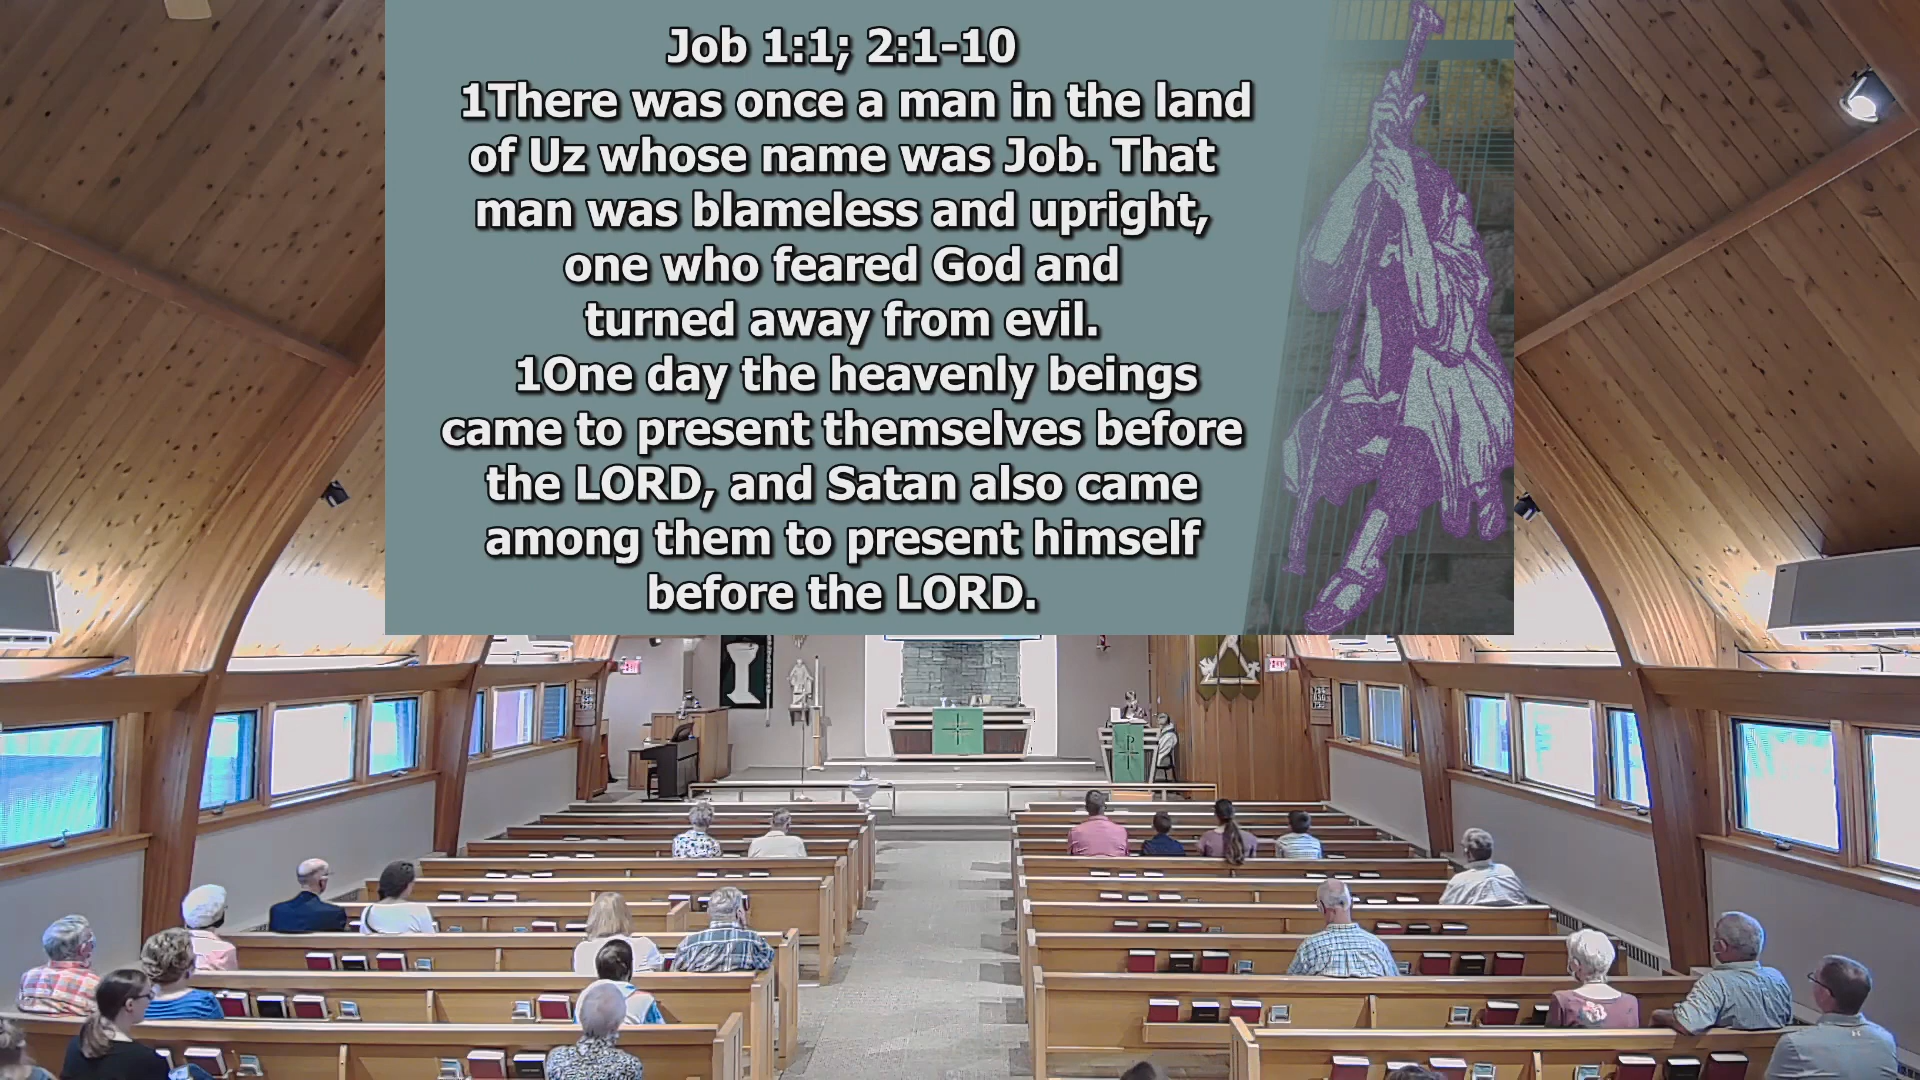 Job 1:1; 2:1-10
1There was once a man in the land
of Uz whose name was Job. That
man was blameless and upright,
one who feared God and
turned away from evil.
1One day the heavenly beings
came to present themselves before
the LORD, and Satan also came
among them to present himself
before the LORD.
EXIT
EXIT